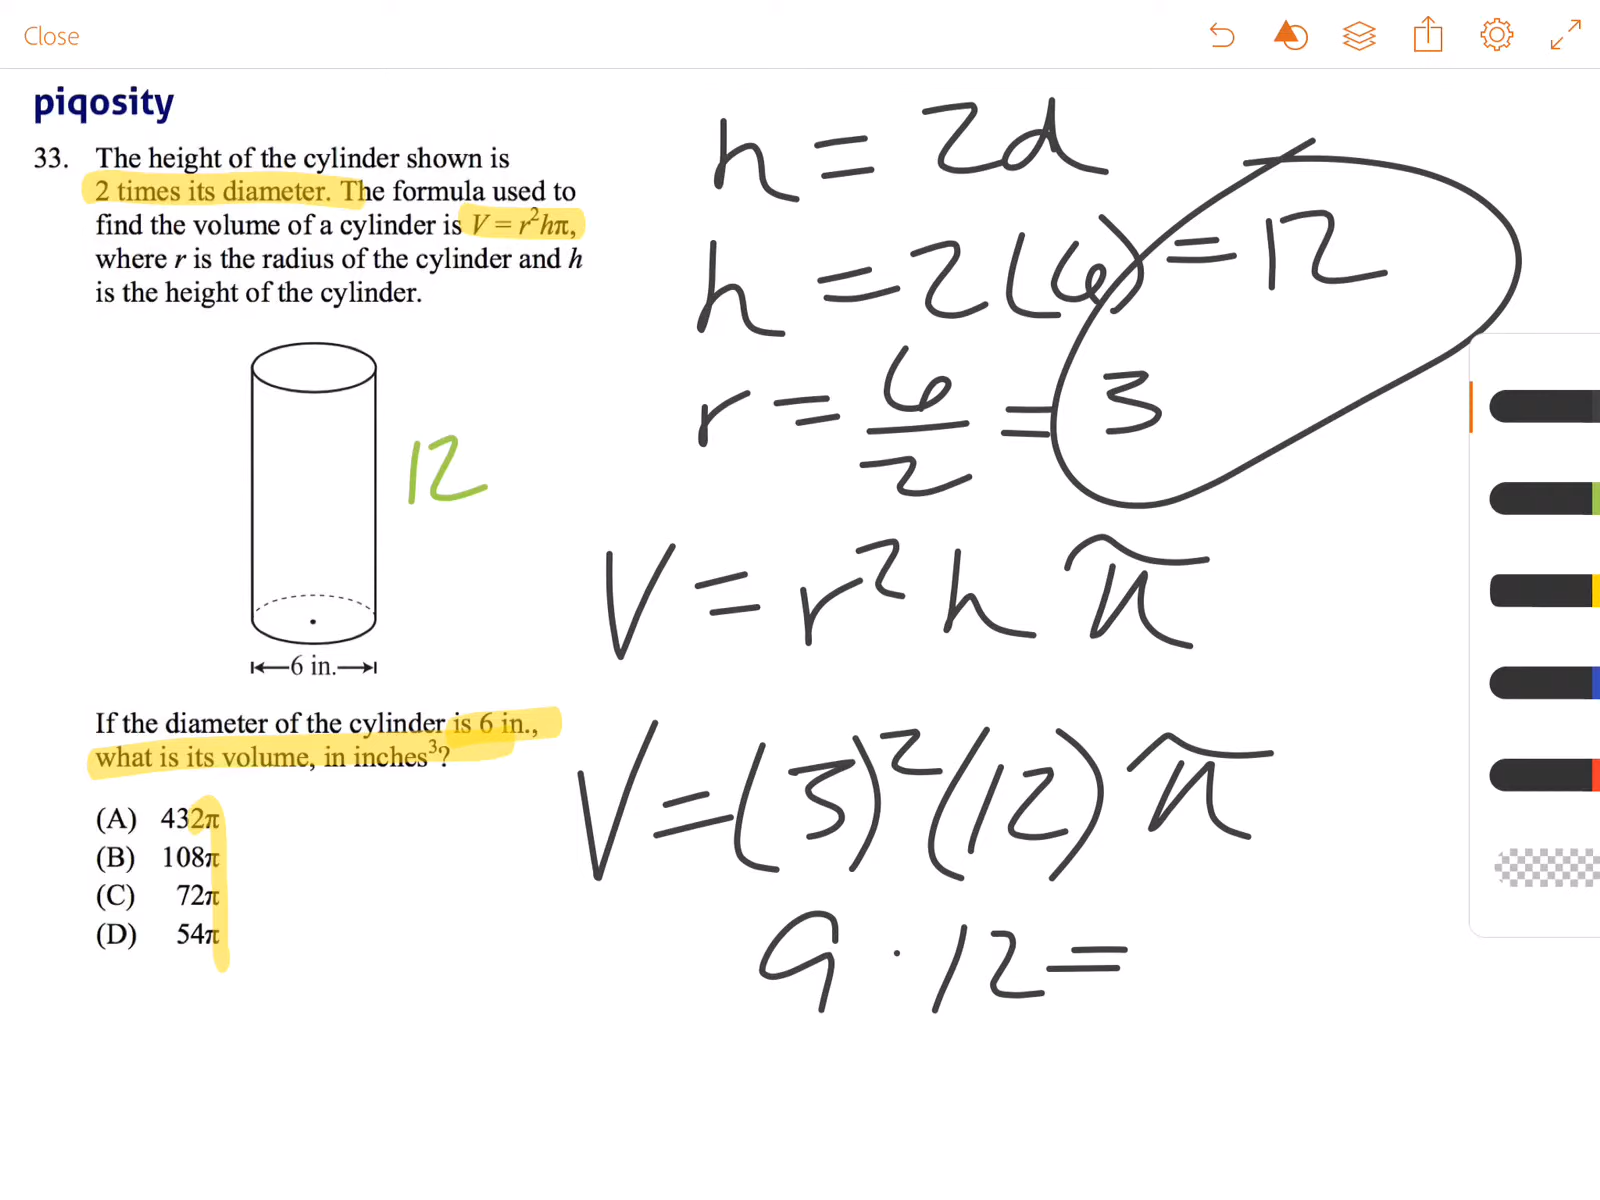 Close
piqosity
33. The height of the cylinder shown is
2 times its diameter. The formula used to
find the volume of a cylinder is V = r²hπ,
where r is the radius of the cylinder and h
is the height of the cylinder.
12
6 in.
If the diameter of the cylinder is 6 in.,
what is its volume, in inches³?
(A) 432π
(B) 108π
(C) 72π
(D) 54π
h = 2d
h = 2(6) = 12
r = 6/2 = 3
V = r²hπ
V = (3)²(12)π
9 · 12 =